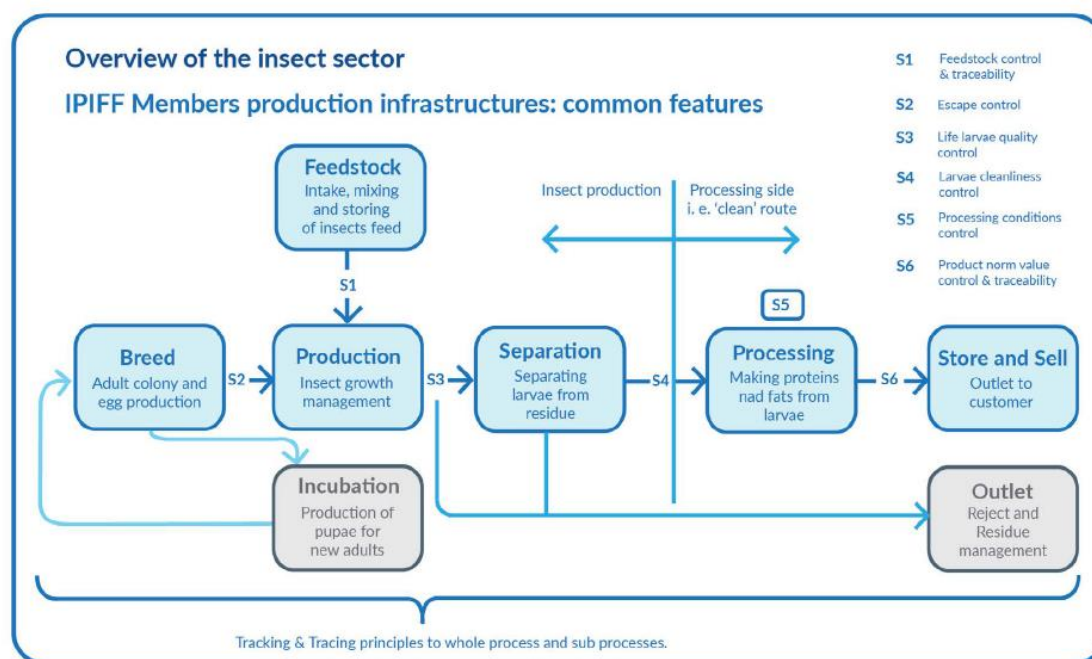 Overview of the insect sector
IPIFF Members production infrastructures: common features
S1 Feedstock control
& traceability
S2 Escape control
S3 Life larvae quality
control
S4 Larvae cleanliness
control
S5 Processing conditions
control
S6 Product norm value
control & traceability
Feedstock
Intake, mixing
and storing
of insects feed
Insect production
Processing side
i. e. ‘clean’ route
S1
S5
Breed
Adult colony and
egg production
S2
Production
Insect growth
management
S3
Separation
Separating
larvae from
residue
S4
Processing
Making proteins
nad fats from
larvae
S6
Store and Sell
Outlet to
customer
Incubation
Production of
pupae for
new adults
Outlet
Reject and
Residue
management
Tracking & Tracing principles to whole process and sub processes.